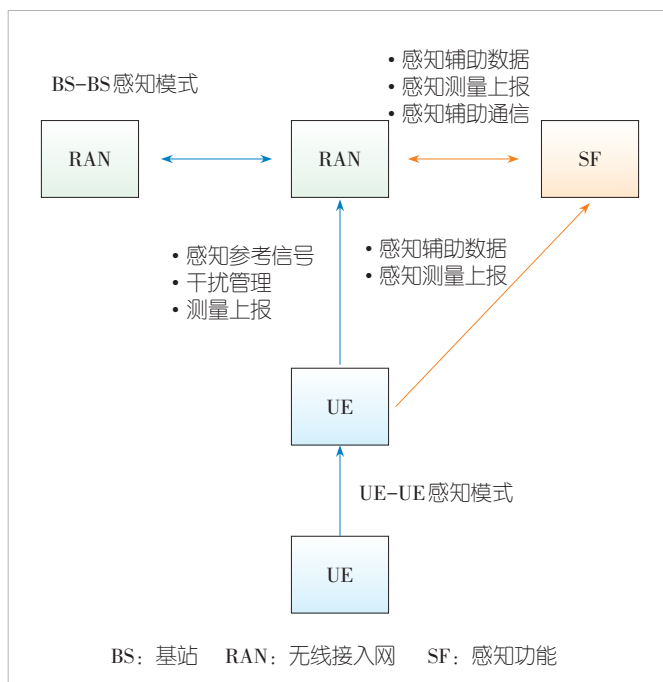 • 感知辅助数据
• 感知测量上报
• 感知辅助通信
BS-BS感知模式
RAN
RAN
SF
• 感知参考信号
• 干扰管理
• 测量上报
• 感知辅助数据
• 感知测量上报
UE
UE-UE感知模式
UE
BS：基站 RAN：无线接入网 SF：感知功能